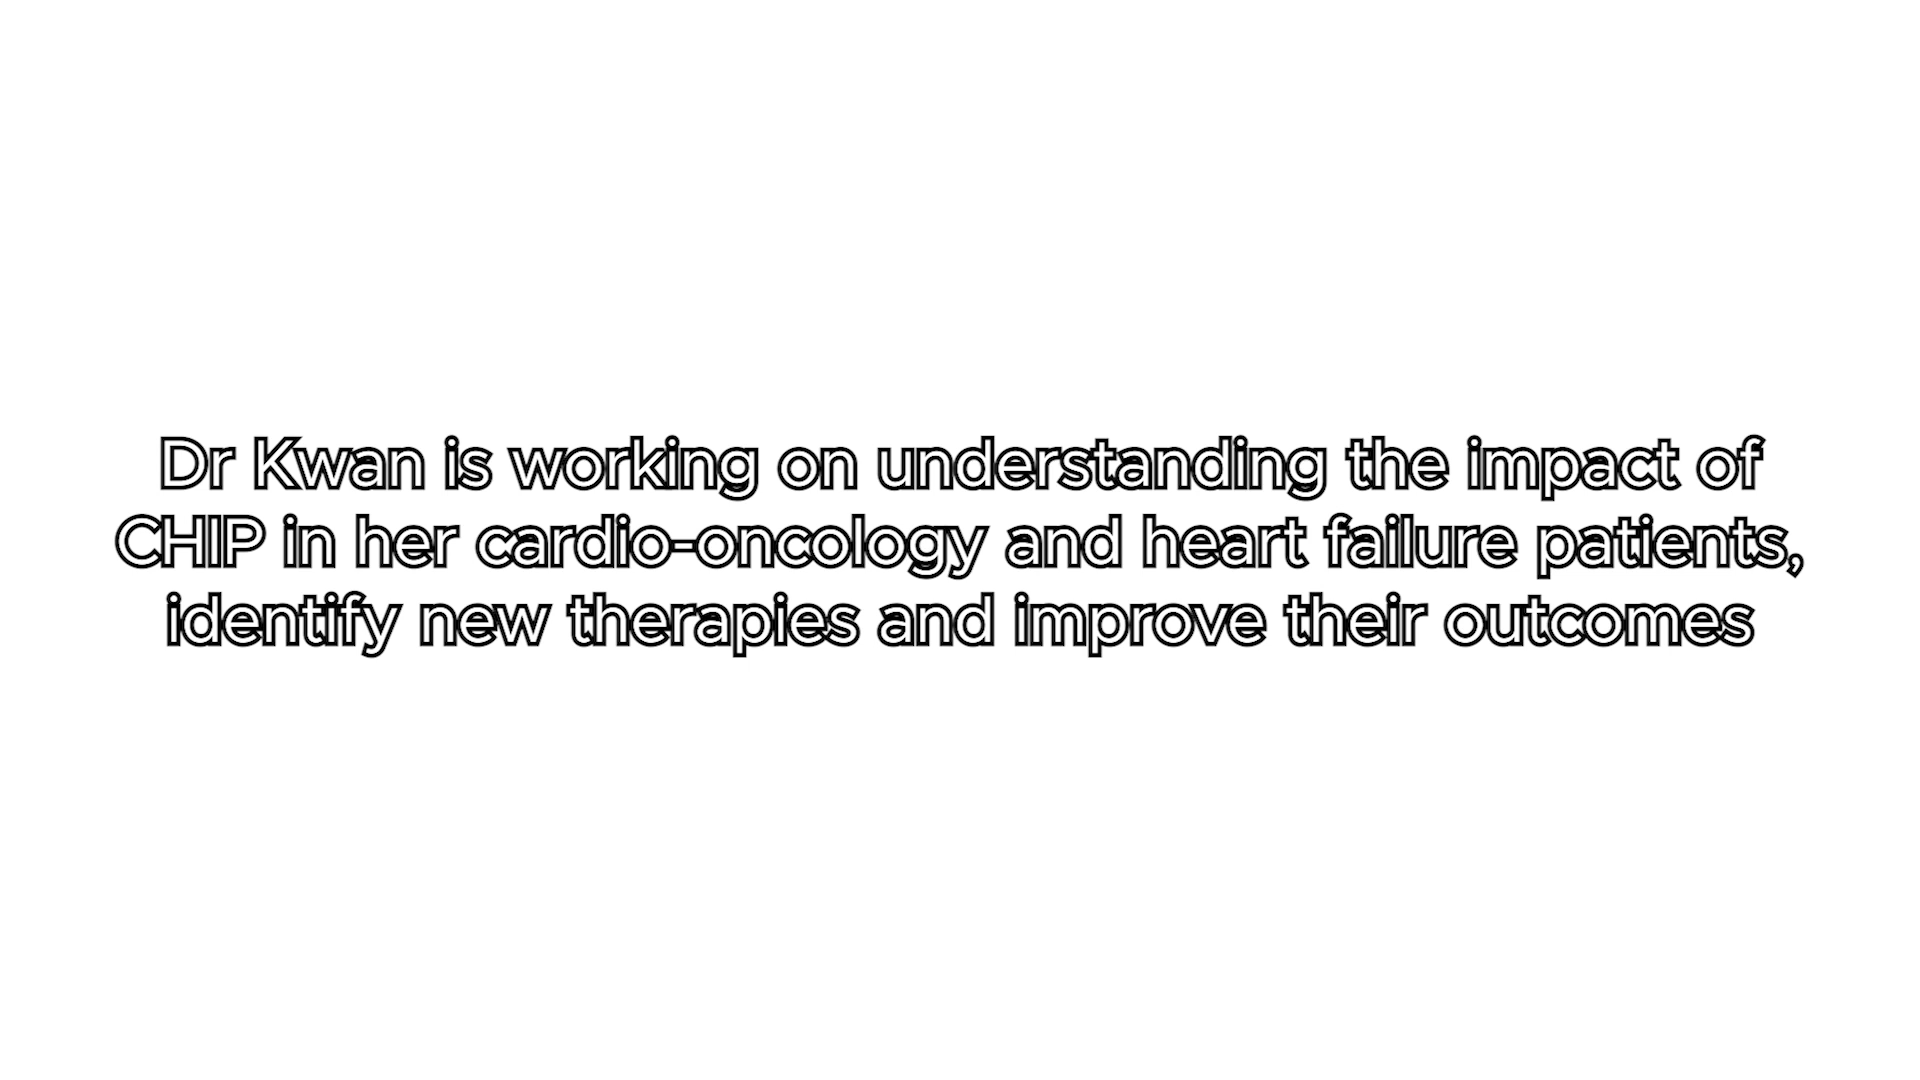 Dr Kwan is working on understanding the impact of
CHIP in her cardio-oncology and heart failure patients,
identify new therapies and improve their outcomes